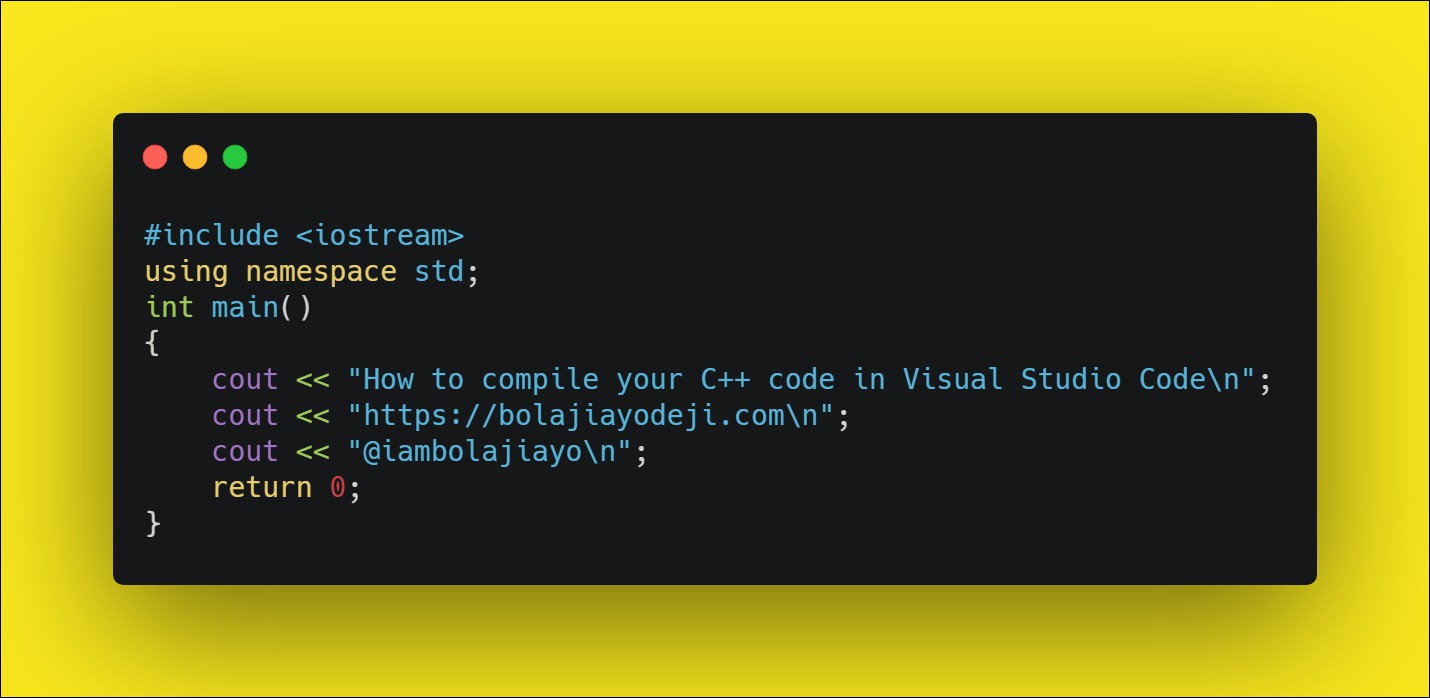 #include <iostream>
using namespace std;
int main()
{
    cout << "How to compile your C++ code in Visual Studio Code\n";
    cout << "https://bolajiayodeji.com\n";
    cout << "@iambolajiayo\n";
    return 0;
}